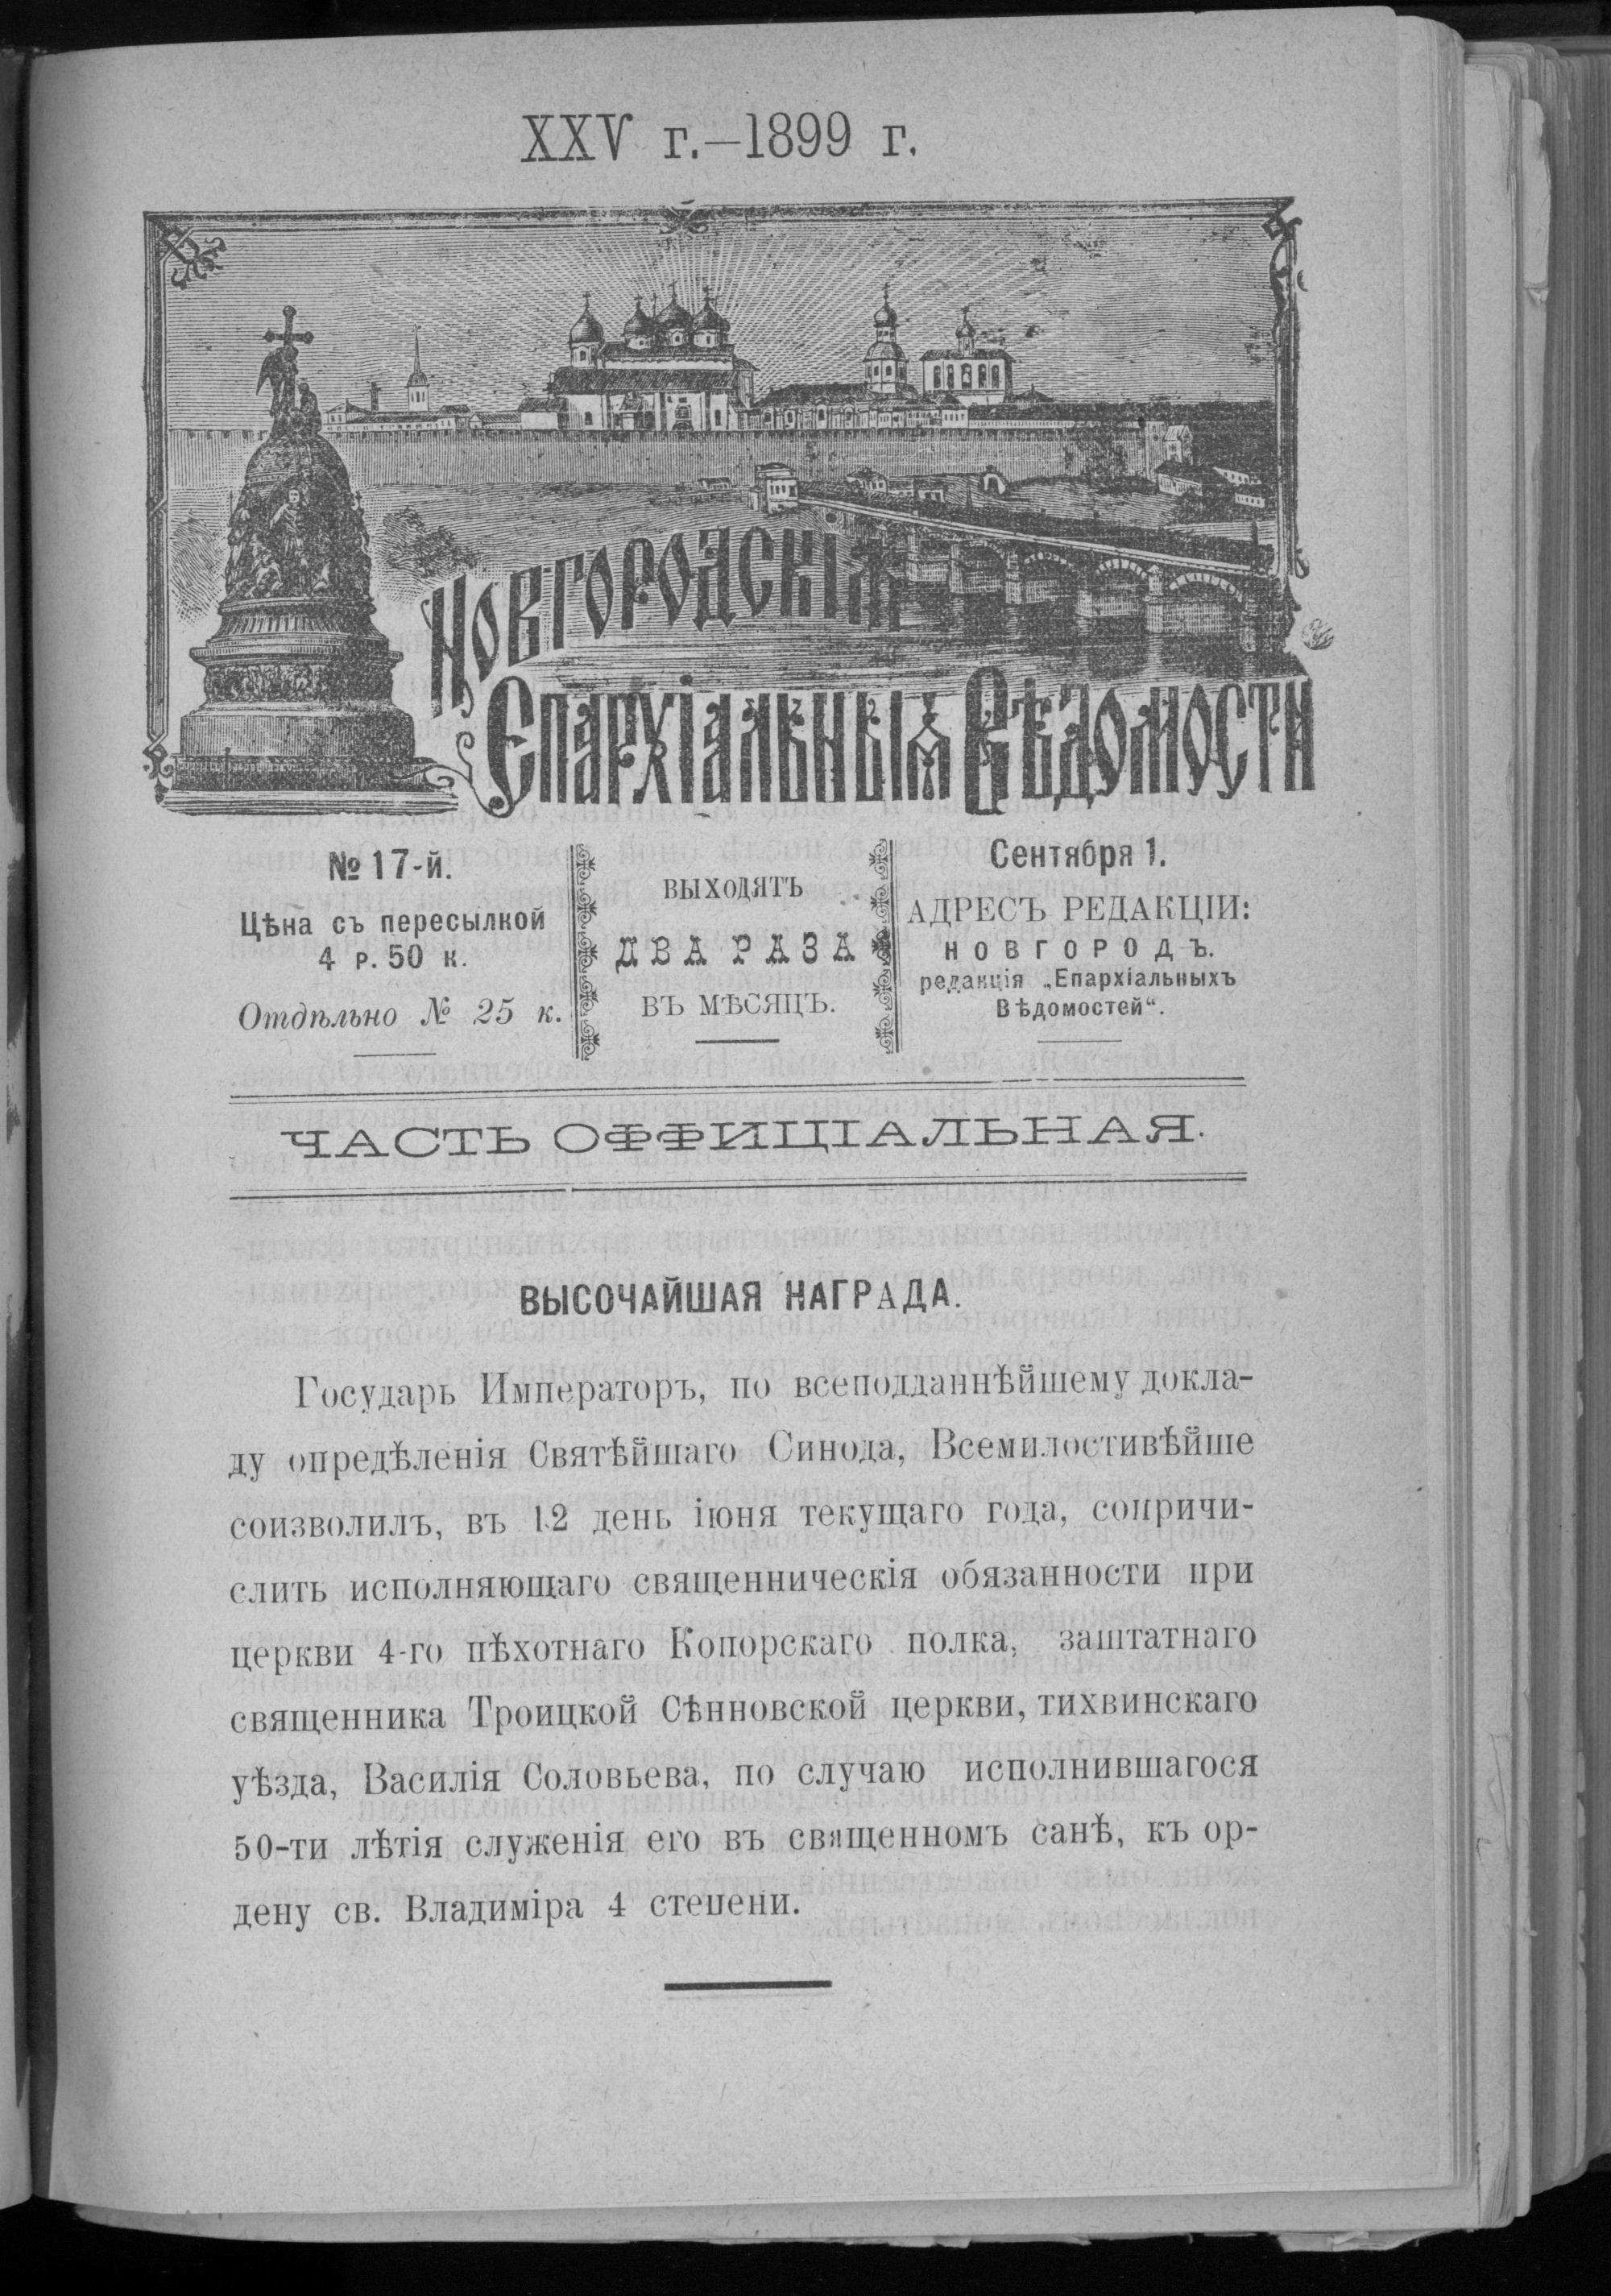 XXV г.—1899 г.
Новгородскія
Епархіальныя Вѣдомости
№ 17-й.
Цѣна съ пересылкой
4 р. 50 к.
Отдѣльно № 25 к.
ВЫХОДЯТЪ
ДВА РАЗА
ВЪ МѢСЯЦЪ.
Сентября 1.
АДРЕСЪ РЕДАКЦІИ:
НОВГОРОДЪ.
редакція „Епархіальныхъ
Вѣдомостей“.
ЧАСТЬ ОФФИЦІАЛЬНАЯ.
ВЫСОЧАЙШАЯ НАГРАДА.
Государь Императоръ, по всеподданнѣйшему докла-
ду опредѣленія Святѣйшаго Синода, Всемилостивѣйше
соизволилъ, въ 12 день іюня текущаго года, сопричи-
слить исполняющаго священническія обязанности при
церкви 4-го пѣхотнаго Копорскаго полка, заштатнаго
священника Троицкой Сѣнновской церкви, тихвинскаго
уѣзда, Василія Соловьева, по случаю исполнившагося
50-ти лѣтія служенія его въ священномъ санѣ, къ ор-
дену св. Владиміра 4 степени.